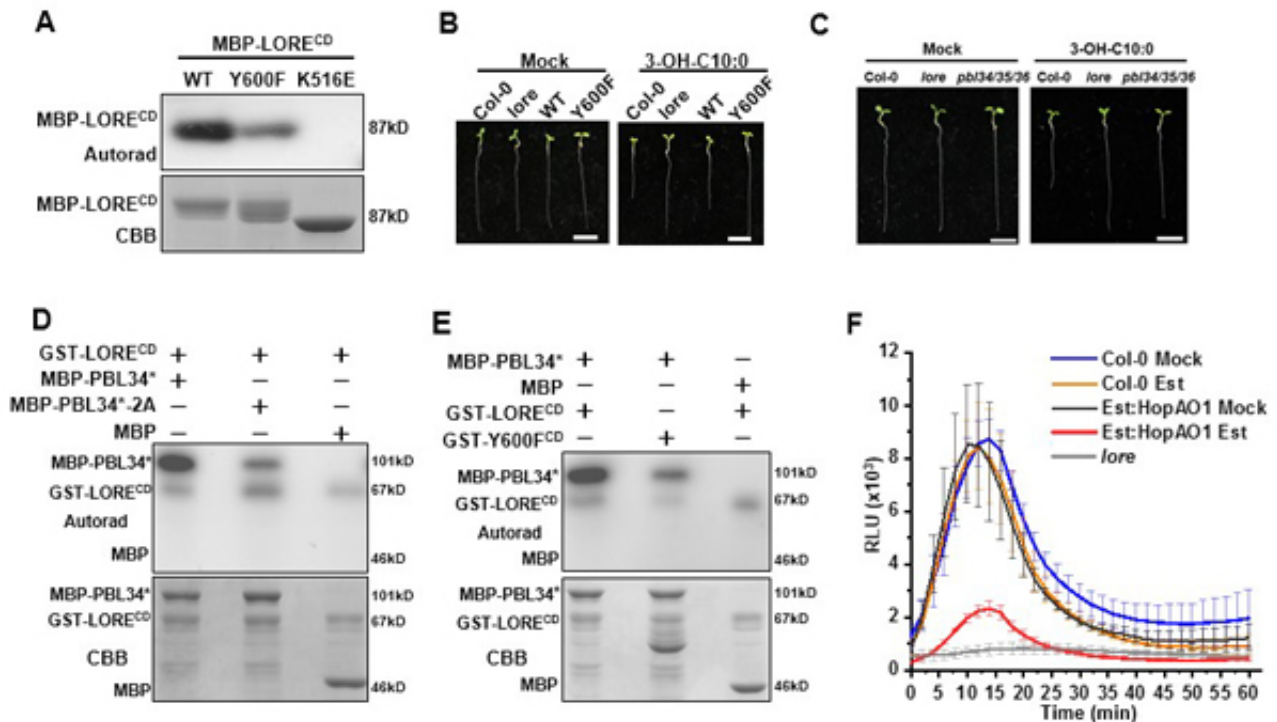 A
MBP-LORE^CD
WT Y600F K516E
MBP-LORE^CD
Autorad
87kD
MBP-LORE^CD
CBB
87kD
B
Mock
3-OH-C10:0
Col-0 lore WT Y600F
Col-0 lore WT Y600F
C
Mock
3-OH-C10:0
Col-0 lore pbl34/35/36
Col-0 lore pbl34/35/36
D
GST-LORE^CD + + +
MBP-PBL34* + – –
MBP-PBL34*-2A – + –
MBP – – +
MBP-PBL34* 101kD
GST-LORE^CD 67kD
Autorad
MBP 46kD
MBP-PBL34* 101kD
GST-LORE^CD 67kD
CBB
MBP 46kD
E
MBP-PBL34* + + –
MBP – – +
GST-LORE^CD + – +
GST-Y600F^CD – + –
MBP-PBL34* 101kD
GST-LORE^CD 67kD
Autorad
MBP 46kD
MBP-PBL34* 101kD
GST-LORE^CD 67kD
CBB
MBP 46kD
F
Col-0 Mock
Col-0 Est
Est:HopAO1 Mock
Est:HopAO1 Est
lore
RLU (x10³)
12
10
8
6
4
2
0
0 5 10 15 20 25 30 35 40 45 50 55 60
Time (min)